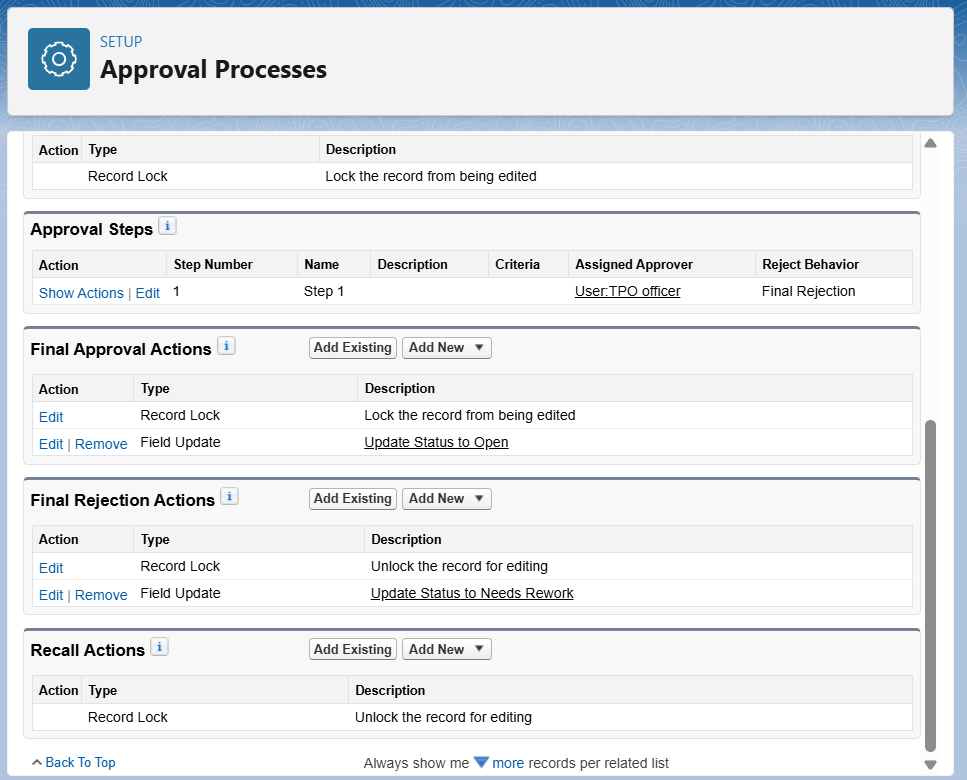 SETUP
Approval Processes
Action Type Description
Record Lock Lock the record from being edited
Approval Steps i
Action Step Number Name Description Criteria Assigned Approver Reject Behavior
Show Actions | Edit 1 Step 1 User:TPO officer Final Rejection
Final Approval Actions i Add Existing Add New
Action Type Description
Edit Record Lock Lock the record from being edited
Edit | Remove Field Update Update Status to Open
Final Rejection Actions i Add Existing Add New
Action Type Description
Edit Record Lock Unlock the record for editing
Edit | Remove Field Update Update Status to Needs Rework
Recall Actions i Add Existing Add New
Action Type Description
Record Lock Unlock the record for editing
Back To Top Always show me more records per related list